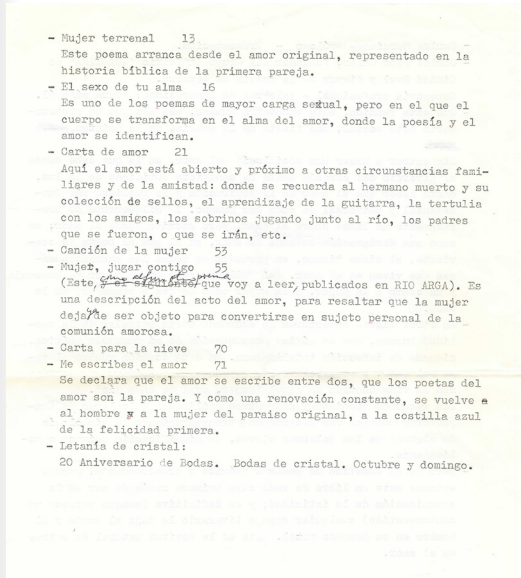 - Mujer terrenal    13
Este poema arranca desde el amor original, representado en la
historia bíblica de la primera pareja.
- El sexo de tu alma   16
Es uno de los poemas de mayor carga sexual, pero en el que el
cuerpo se transforma en el alma del amor, donde la poesía y el
amor se identifican.
- Carta de amor    21
Aquí el amor está abierto y próximo a otras circunstancias fami-
liares y de la amistad: donde se recuerda al hermano muerto y su
colección de sellos, el aprendizaje de la guitarra, la tertulia
con los amigos, los sobrinos jugando junto al río, los padres
que se fueron, o que se irán, etc.
- Canción de la mujer    53
- Mujer, jugar contigo   55
como algun otro poema
(Este, y el siguiente, que voy a leer, publicados en RIO ARGA). Es
una descripción del acto del amor, para resaltar que la mujer
deja ya de ser objeto para convertirse en sujeto personal de la
comunión amorosa.
- Carta para la nieve    70
- Me escribes el amor    71
Se declara que el amor se escribe entre dos, que los poetas del
amor son la pareja. Y como una renovación constante, se vuelve
al hombre y a la mujer del paraiso original, a la costilla azul
de la felicidad primera.
- Letanía de cristal:
20 Aniversario de Bodas.  Bodas de cristal. Octubre y domingo.